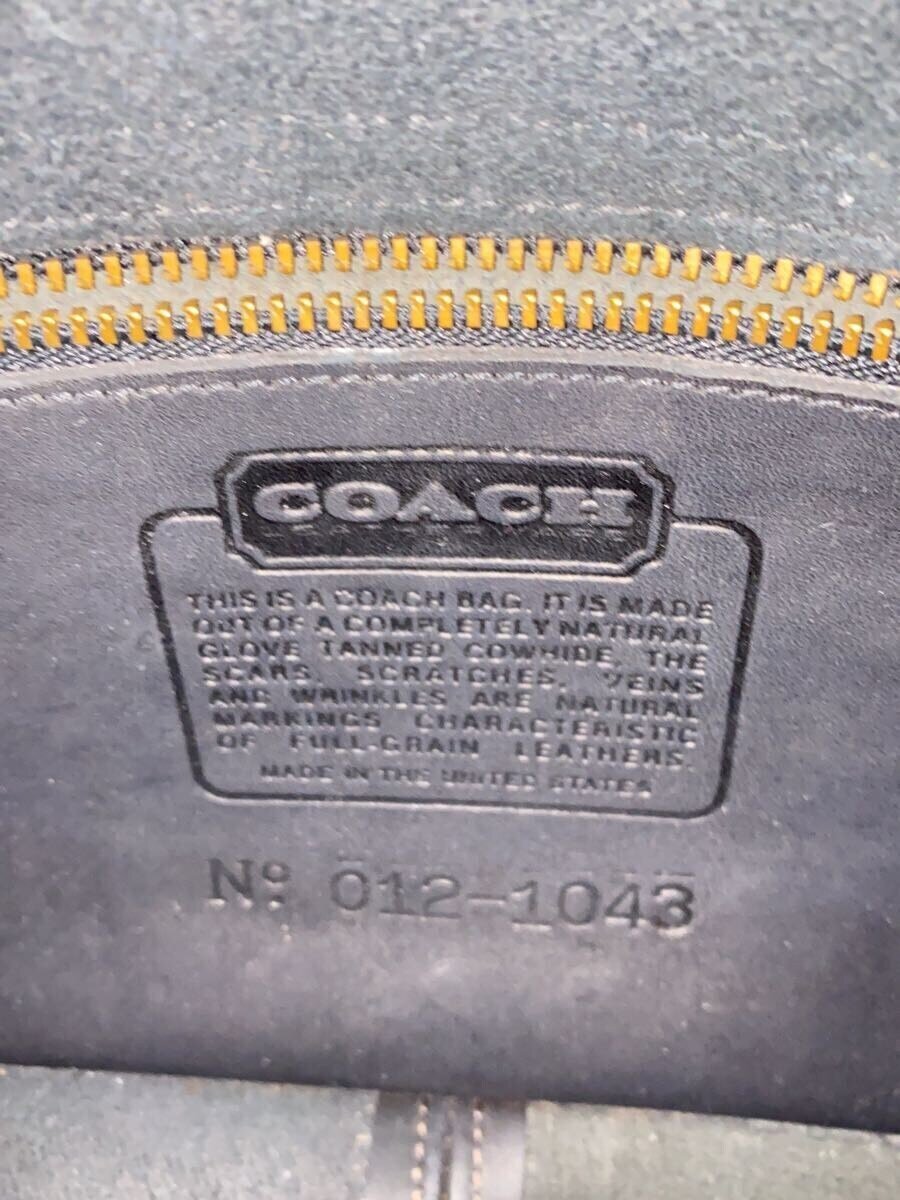 COACH
THIS IS A COACH BAG. IT IS MADE
OUT OF A COMPLETELY NATURAL
GLOVE TANNED COWHIDE, THE
SCARS, SCRATCHES, VEINS
AND WRINKLES ARE NATURAL
MARKINGS CHARACTERISTIC
OF FULL-GRAIN LEATHERS.
MADE IN THE UNITED STATES
Nº 012-1043